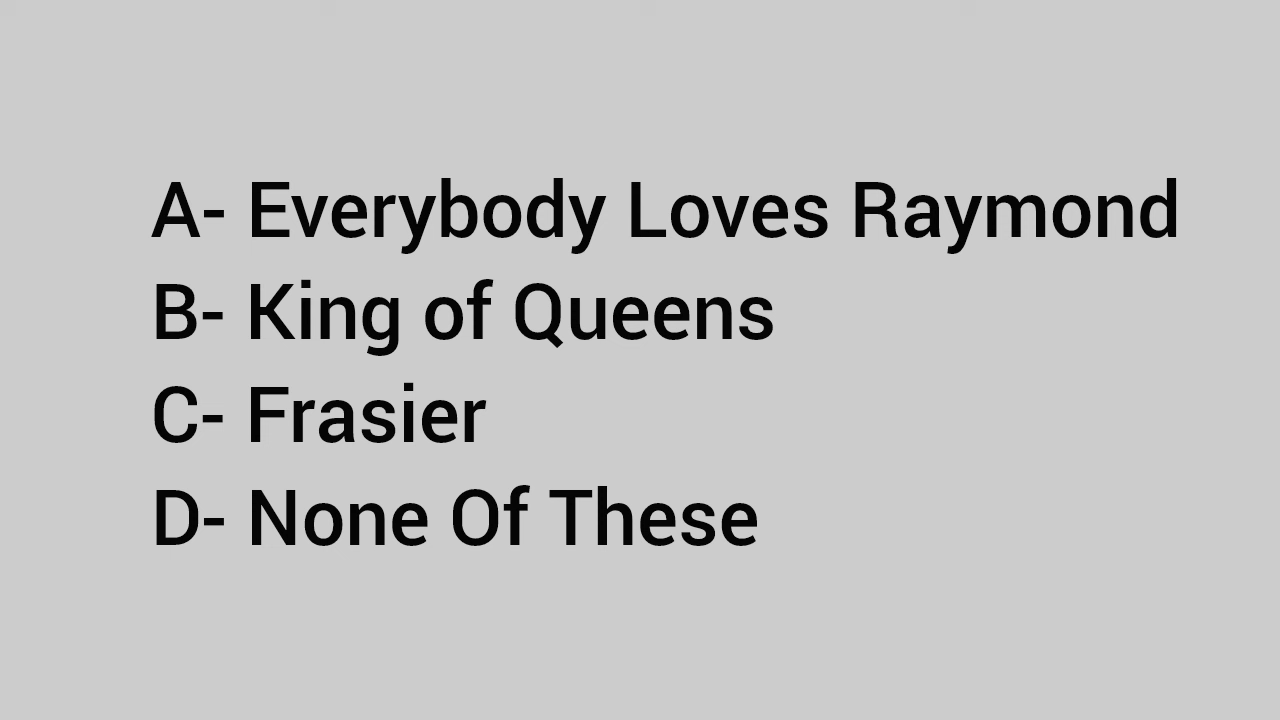 A- Everybody Loves Raymond
B- King of Queens
C- Frasier
D- None Of These